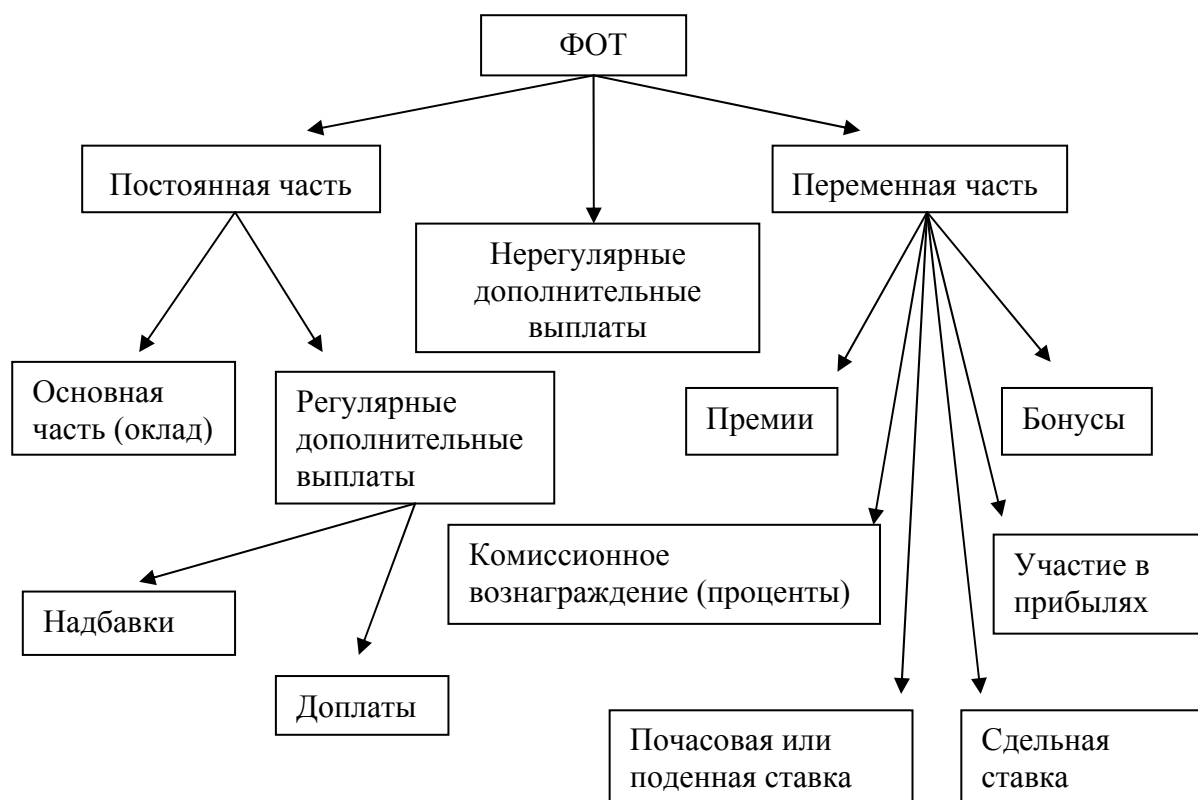 ФОТ
Постоянная часть
Переменная часть
Нерегулярные
дополнительные
выплаты
Основная
часть (оклад)
Регулярные
дополнительные
выплаты
Премии
Бонусы
Комиссионное
вознаграждение (проценты)
Участие в
прибылях
Надбавки
Доплаты
Почасовая или
поденная ставка
Сдельная
ставка